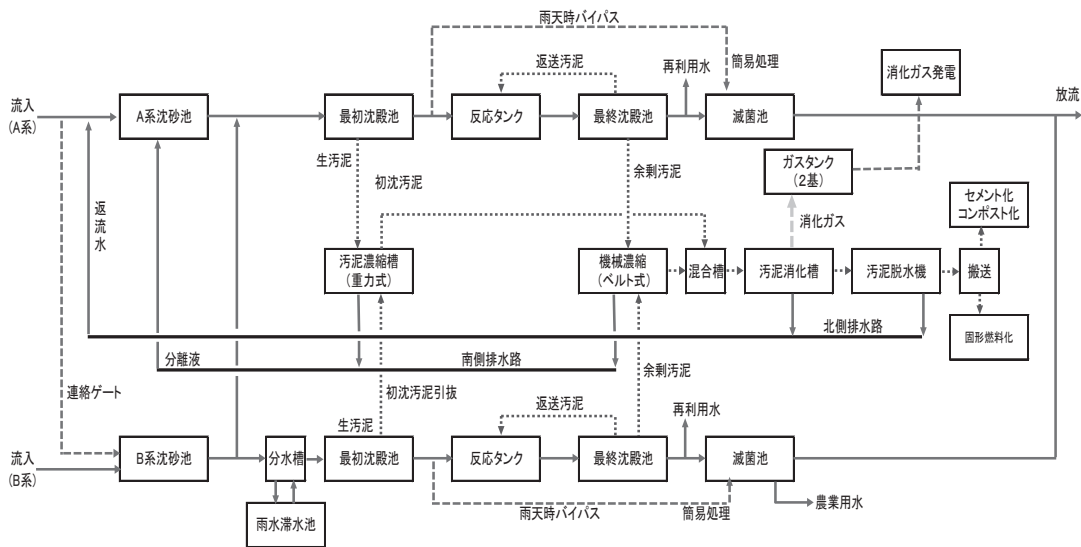 雨天時バイパス
返送汚泥
再利用水
簡易処理
消化ガス発電
流入
(A系)
A系沈砂池
最初沈殿池
反応タンク
最終沈殿池
滅菌池
放流
生汚泥
初沈汚泥
余剰汚泥
ガスタンク
(2基)
消化ガス
セメント化
コンポスト化
返流水
汚泥濃縮槽
(重力式)
機械濃縮
(ベルト式)
混合槽
汚泥消化槽
汚泥脱水機
搬送
固形燃料化
北側排水路
分離液
南側排水路
連絡ゲート
初沈汚泥引抜
余剰汚泥
生汚泥
返送汚泥
再利用水
流入
(B系)
B系沈砂池
分水槽
最初沈殿池
反応タンク
最終沈殿池
滅菌池
雨水滞水池
雨天時バイパス
簡易処理
農業用水